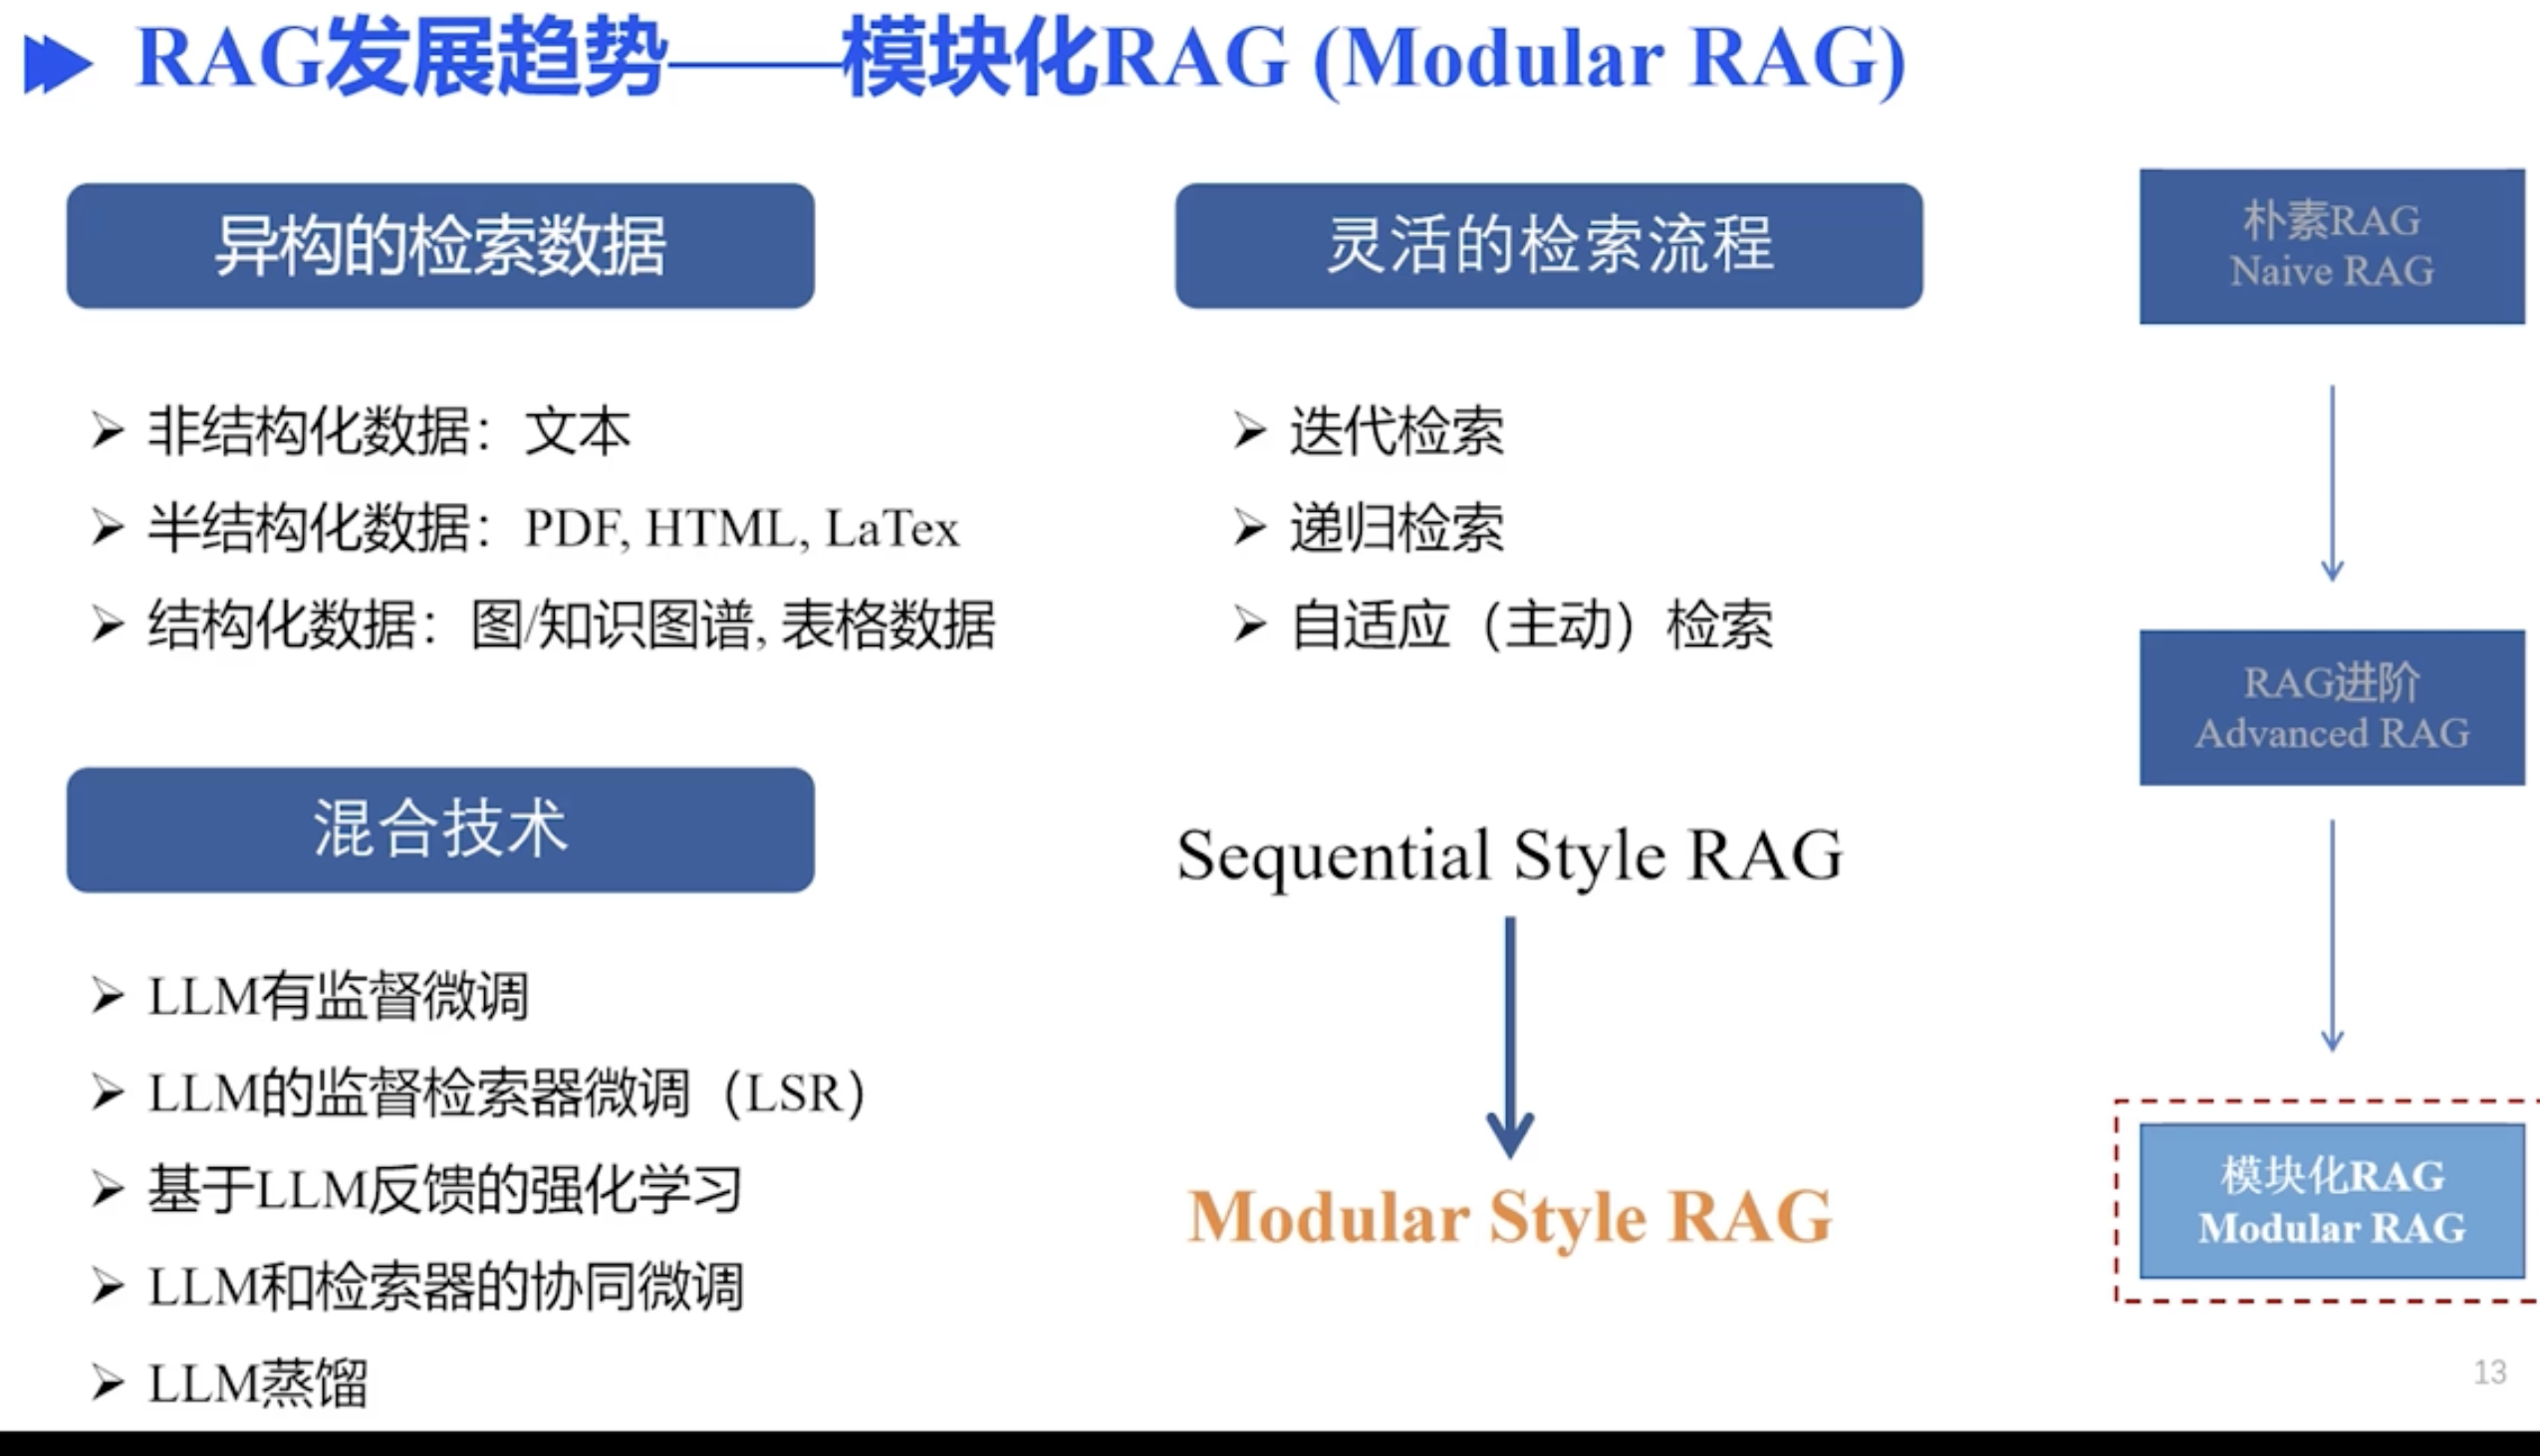 RAG发展趋势——模块化RAG (Modular RAG)
异构的检索数据
非结构化数据：文本
半结构化数据：PDF, HTML, LaTex
结构化数据：图/知识图谱, 表格数据
混合技术
LLM有监督微调
LLM的监督检索器微调（LSR）
基于LLM反馈的强化学习
LLM和检索器的协同微调
LLM蒸馏
灵活的检索流程
迭代检索
递归检索
自适应（主动）检索
Sequential Style RAG
Modular Style RAG
朴素RAG
Naive RAG
RAG进阶
Advanced RAG
模块化RAG
Modular RAG
13